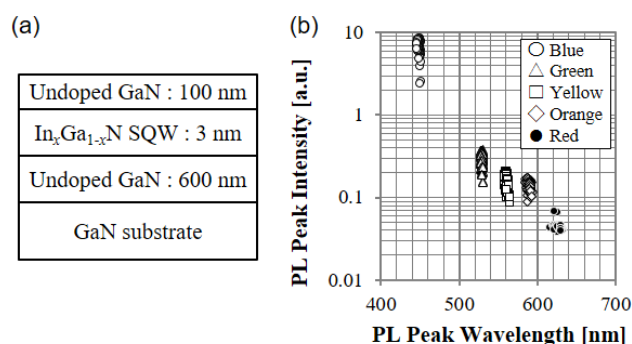 (a)
Undoped GaN : 100 nm
InₓGa₁₋ₓN SQW : 3 nm
Undoped GaN : 600 nm
GaN substrate
(b)
PL Peak Intensity [a.u.]
10
1
0.1
0.01
Blue
Green
Yellow
Orange
Red
400 500 600 700
PL Peak Wavelength [nm]